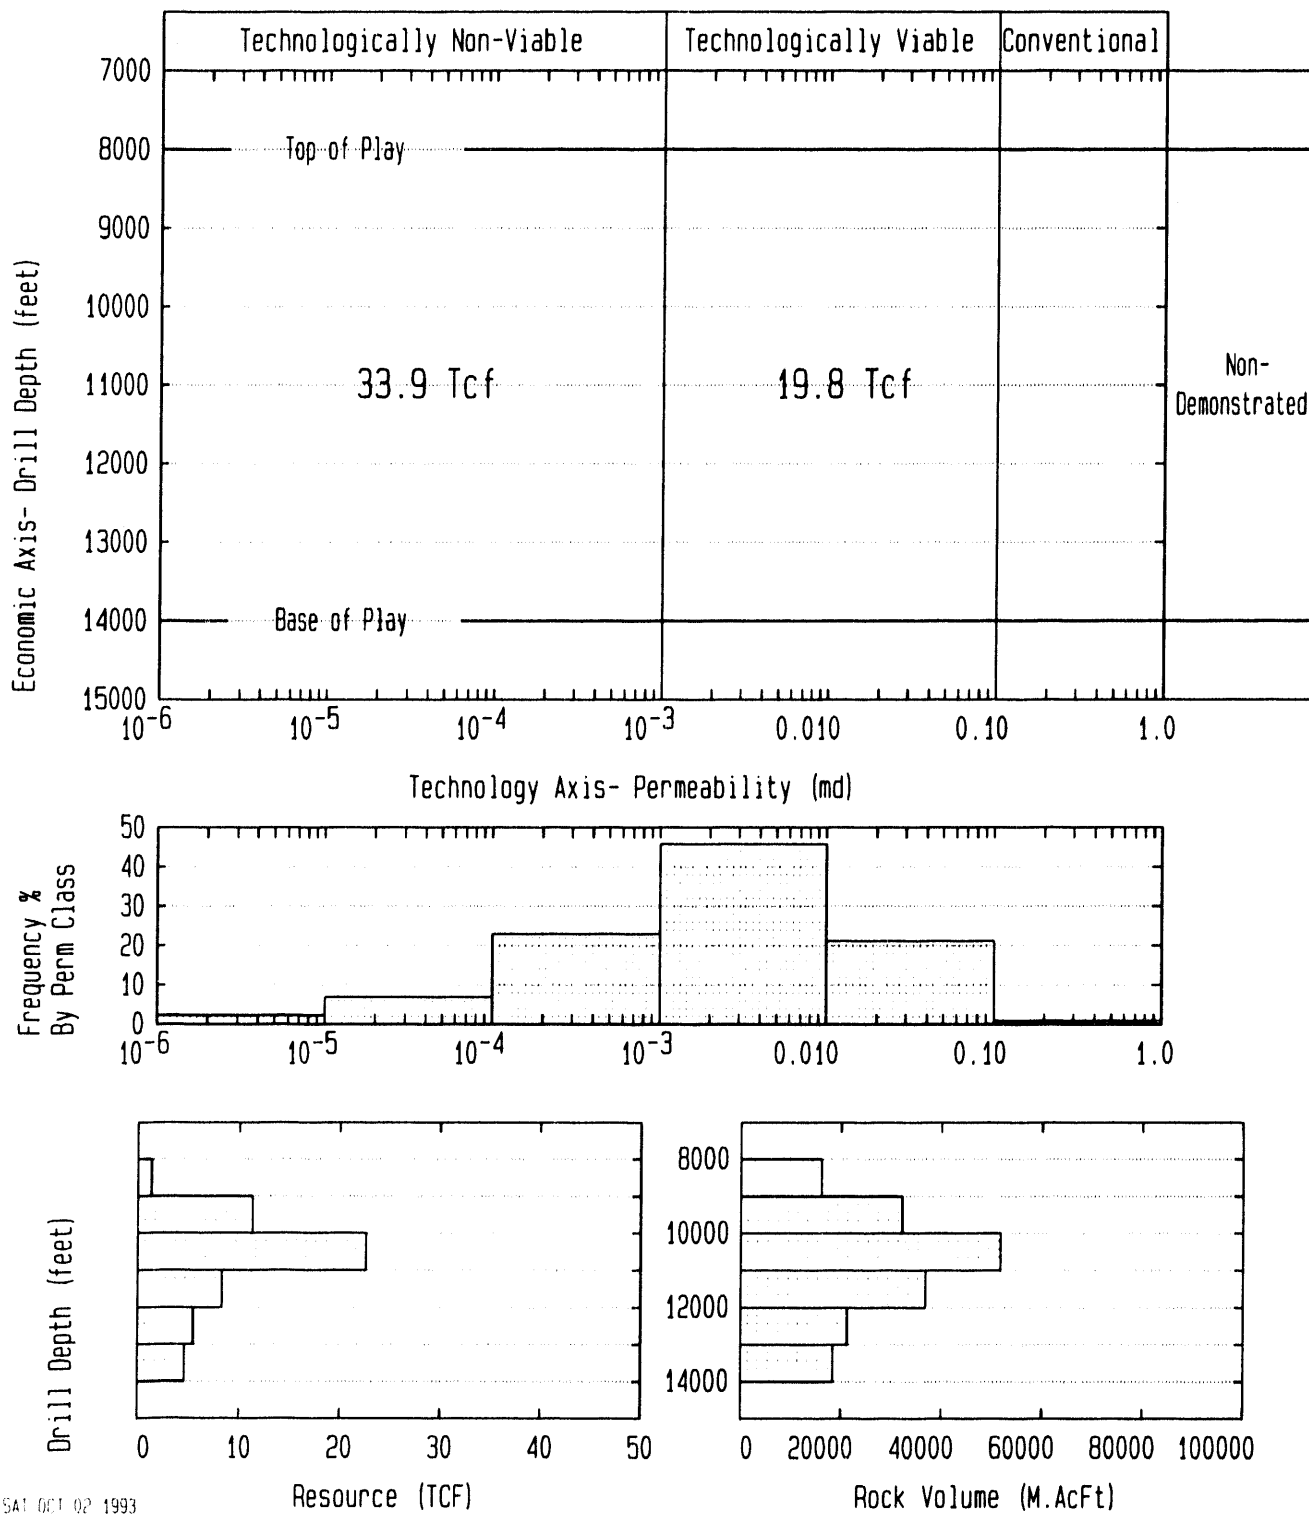 Technologically Non-Viable Technologically Viable Conventional
7000
8000 Top of Play
9000
10000
11000 33.9 Tcf 19.8 Tcf Non-
Demonstrated
12000
13000
14000 Base of Play
15000
Economic Axis- Drill Depth (feet)
10⁻⁶ 10⁻⁵ 10⁻⁴ 10⁻³ 0.010 0.10 1.0
Technology Axis- Permeability (md)
50
40
30
20
10
0
Frequency %
By Perm Class
10⁻⁶ 10⁻⁵ 10⁻⁴ 10⁻³ 0.010 0.10 1.0
Drill Depth (feet)
0 10 20 30 40 50
Resource (TCF)
8000
10000
12000
14000
0 20000 40000 60000 80000 100000
Rock Volume (M.AcFt)
SAT OCT 02 1993